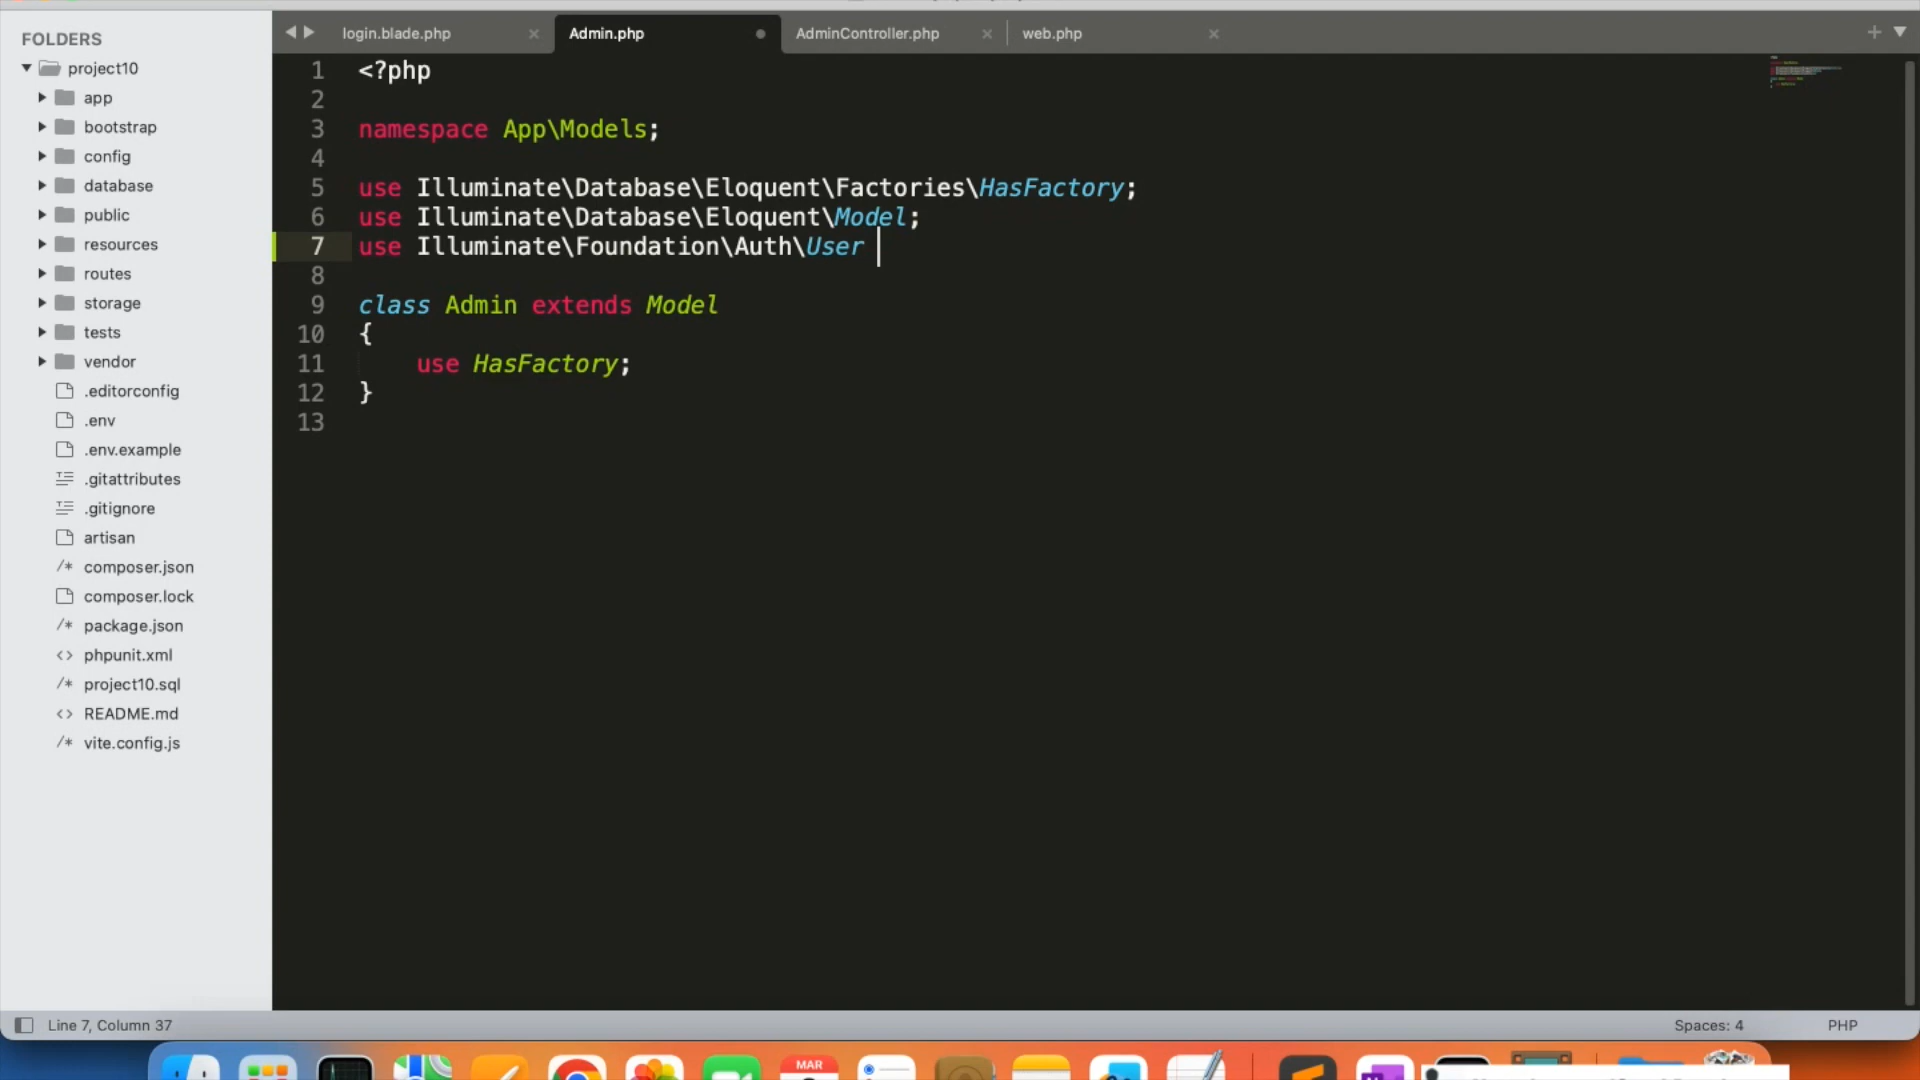 FOLDERS
project10
app
bootstrap
config
database
public
resources
routes
storage
tests
vendor
.editorconfig
.env
.env.example
.gitattributes
.gitignore
artisan
/* composer.json
composer.lock
/* package.json
<> phpunit.xml
/* project10.sql
<> README.md
/* vite.config.js
login.blade.php
Admin.php
AdminController.php
web.php
1 <?php
2
3 namespace App\Models;
4
5 use Illuminate\Database\Eloquent\Factories\HasFactory;
6 use Illuminate\Database\Eloquent\Model;
7 use Illuminate\Foundation\Auth\User
8
9 class Admin extends Model
10 {
11 use HasFactory;
12 }
13
Line 7, Column 37
Spaces: 4
PHP
MAR